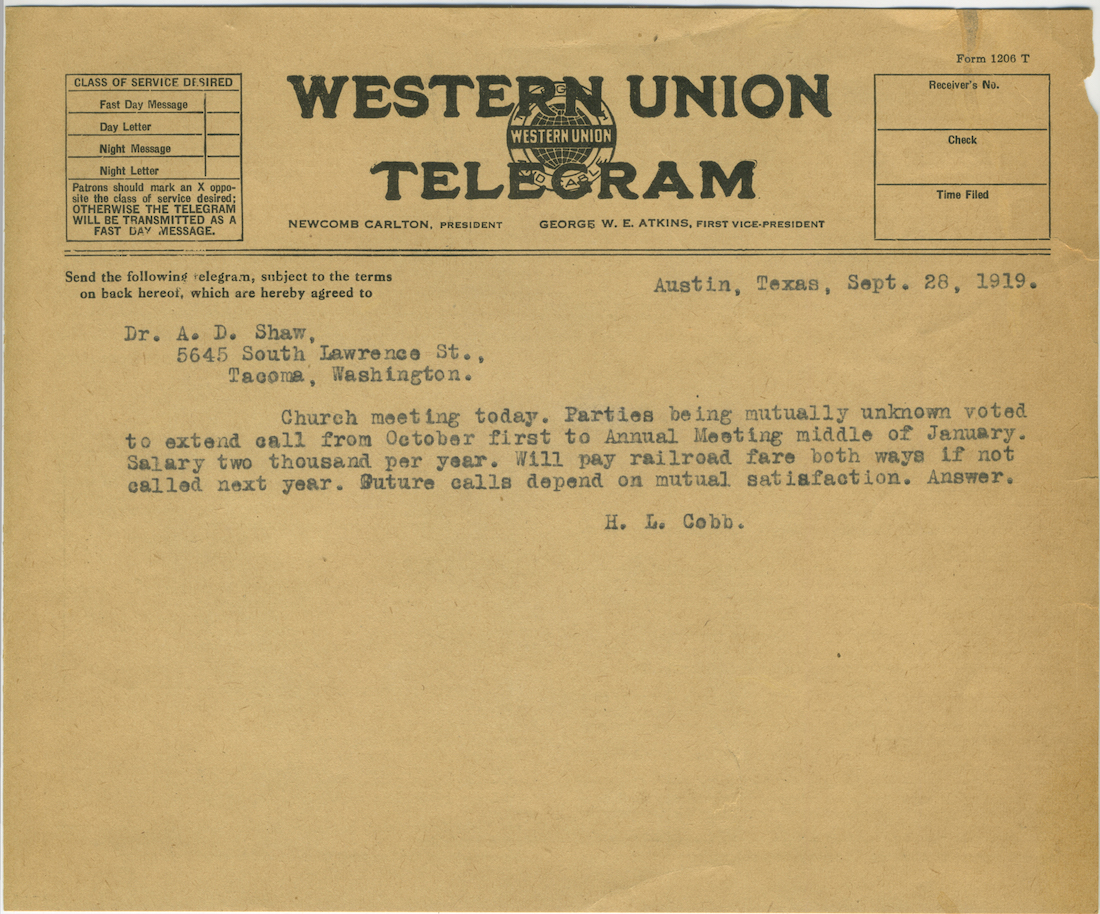 Form 1206 T
CLASS OF SERVICE DESIRED
Fast Day Message
Day Letter
Night Message
Night Letter
Patrons should mark an X oppo-
site the class of service desired;
OTHERWISE THE TELEGRAM
WILL BE TRANSMITTED AS A
FAST DAY MESSAGE.
WESTERN UNION
WESTERN UNION
TELEGRAM
NEWCOMB CARLTON, PRESIDENT GEORGE W. E. ATKINS, FIRST VICE-PRESIDENT
Receiver's No.
Check
Time Filed
Send the following telegram, subject to the terms
on back hereof, which are hereby agreed to
Austin, Texas, Sept. 28, 1919.
Dr. A. D. Shaw,
5645 South Lawrence St.,
Tacoma, Washington.
Church meeting today. Parties being mutually unknown voted
to extend call from October first to Annual Meeting middle of January.
Salary two thousand per year. Will pay railroad fare both ways if not
called next year. Future calls depend on mutual satisfaction. Answer.
H. L. Cobb.